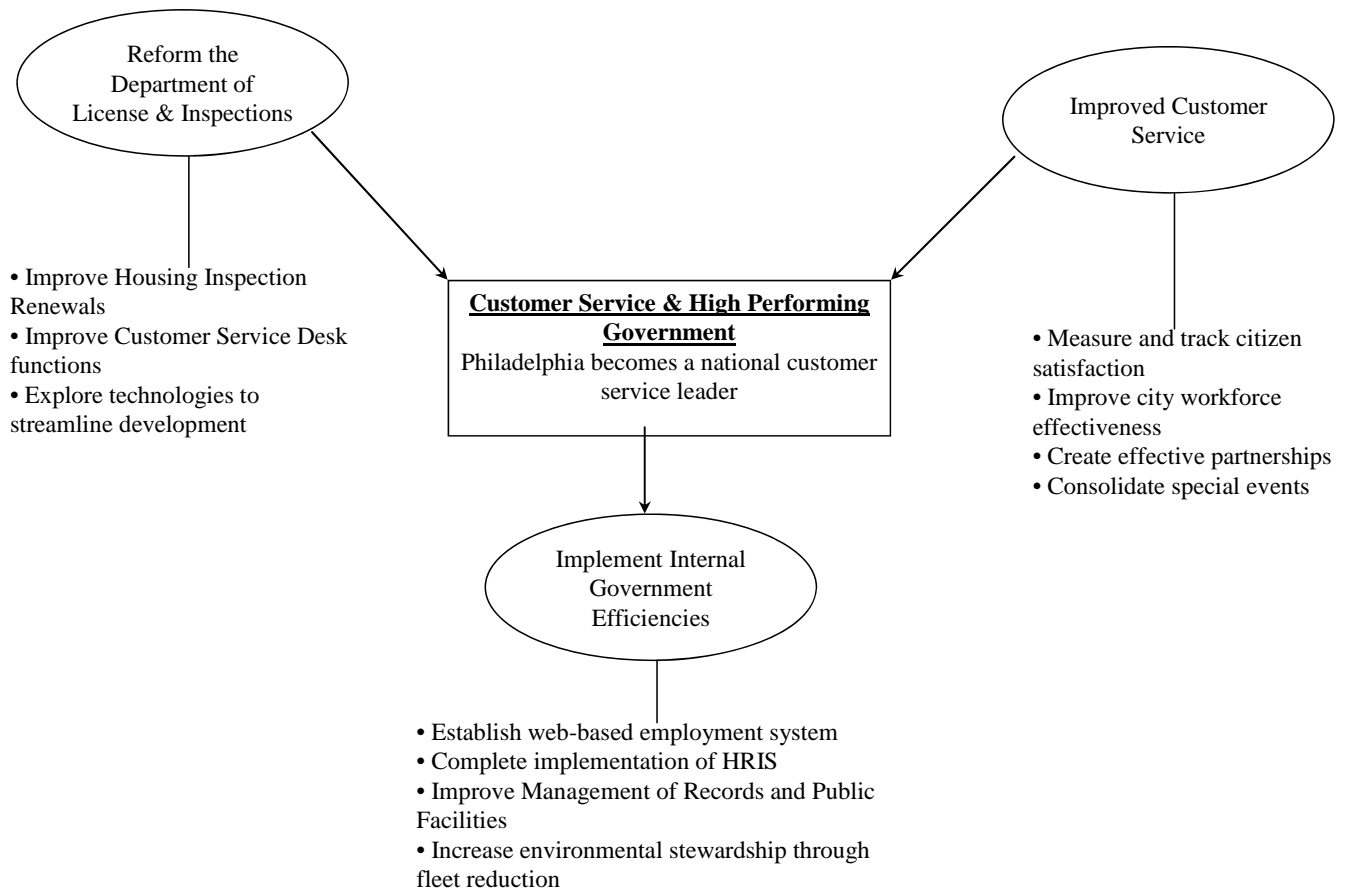 Reform the
Department of
License & Inspections
Improved Customer
Service
• Improve Housing Inspection
Renewals
• Improve Customer Service Desk
functions
• Explore technologies to
streamline development
Customer Service & High Performing
Government
Philadelphia becomes a national customer
service leader
• Measure and track citizen
satisfaction
• Improve city workforce
effectiveness
• Create effective partnerships
• Consolidate special events
Implement Internal
Government
Efficiencies
• Establish web-based employment system
• Complete implementation of HRIS
• Improve Management of Records and Public
Facilities
• Increase environmental stewardship through
fleet reduction